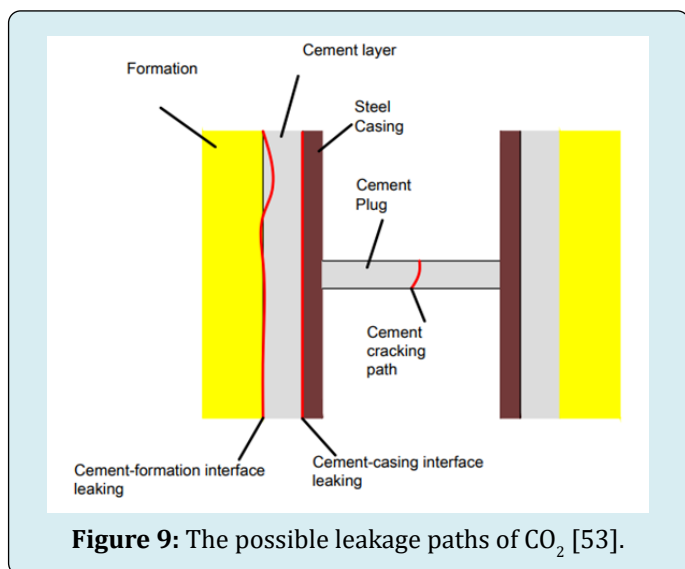 Cement layer
Formation
Steel
Casing
Cement
Plug
Cement
cracking
path
Cement-formation interface
leaking
Cement-casing interface
leaking
Figure 9: The possible leakage paths of CO₂ [53].